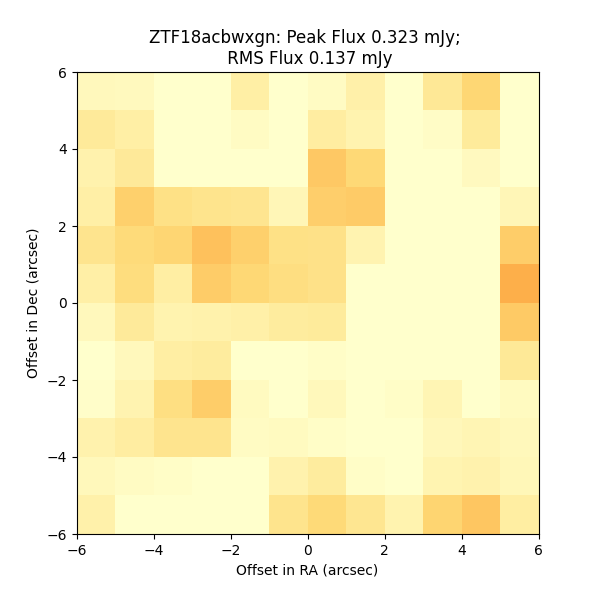 ZTF18acbwxgn: Peak Flux 0.323 mJy;
RMS Flux 0.137 mJy
6
4
2
0
−2
−4
−6
Offset in Dec (arcsec)
−6 −4 −2 0 2 4 6
Offset in RA (arcsec)